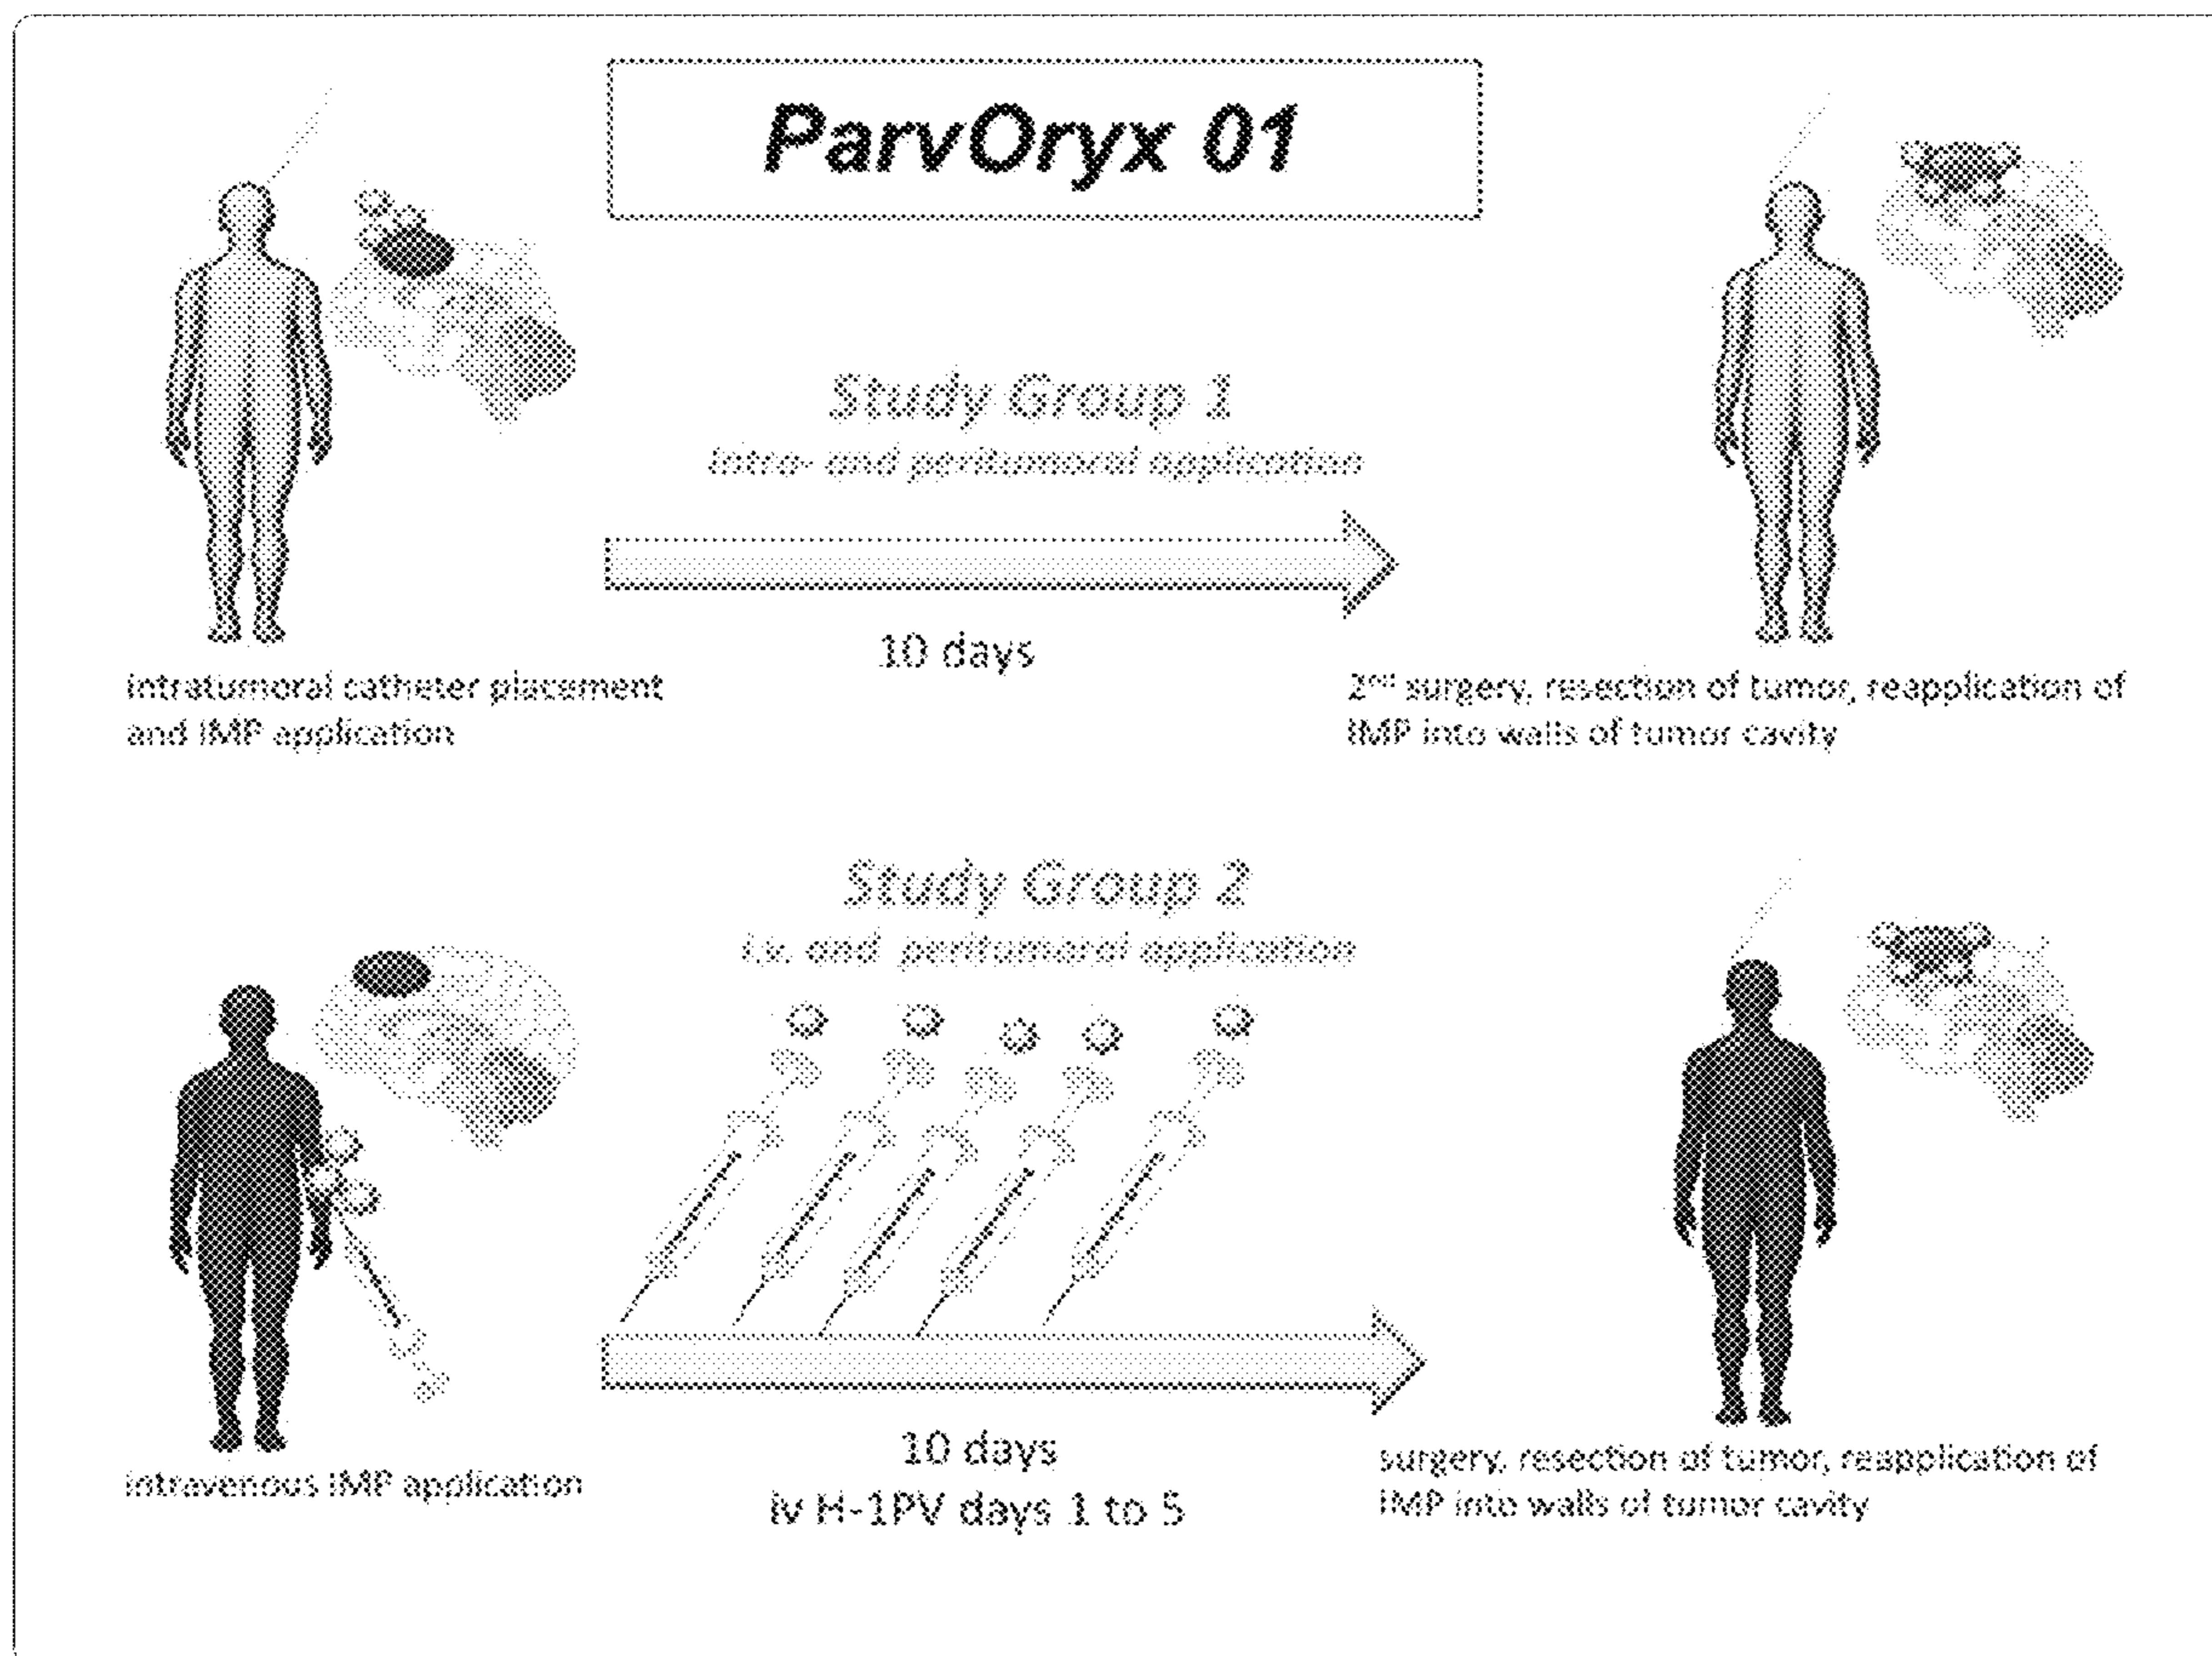 ParvOryx 01
Study Group 1
Intra- and peritumoral application
10 days
intratumoral catheter placement
and IMP application
2nd surgery, resection of tumor, reapplication of
IMP into walls of tumor cavity
Study Group 2
i.v. and peritumoral application
10 days
iv H-1PV days 1 to 5
intravenous IMP application
surgery, resection of tumor, reapplication of
IMP into walls of tumor cavity